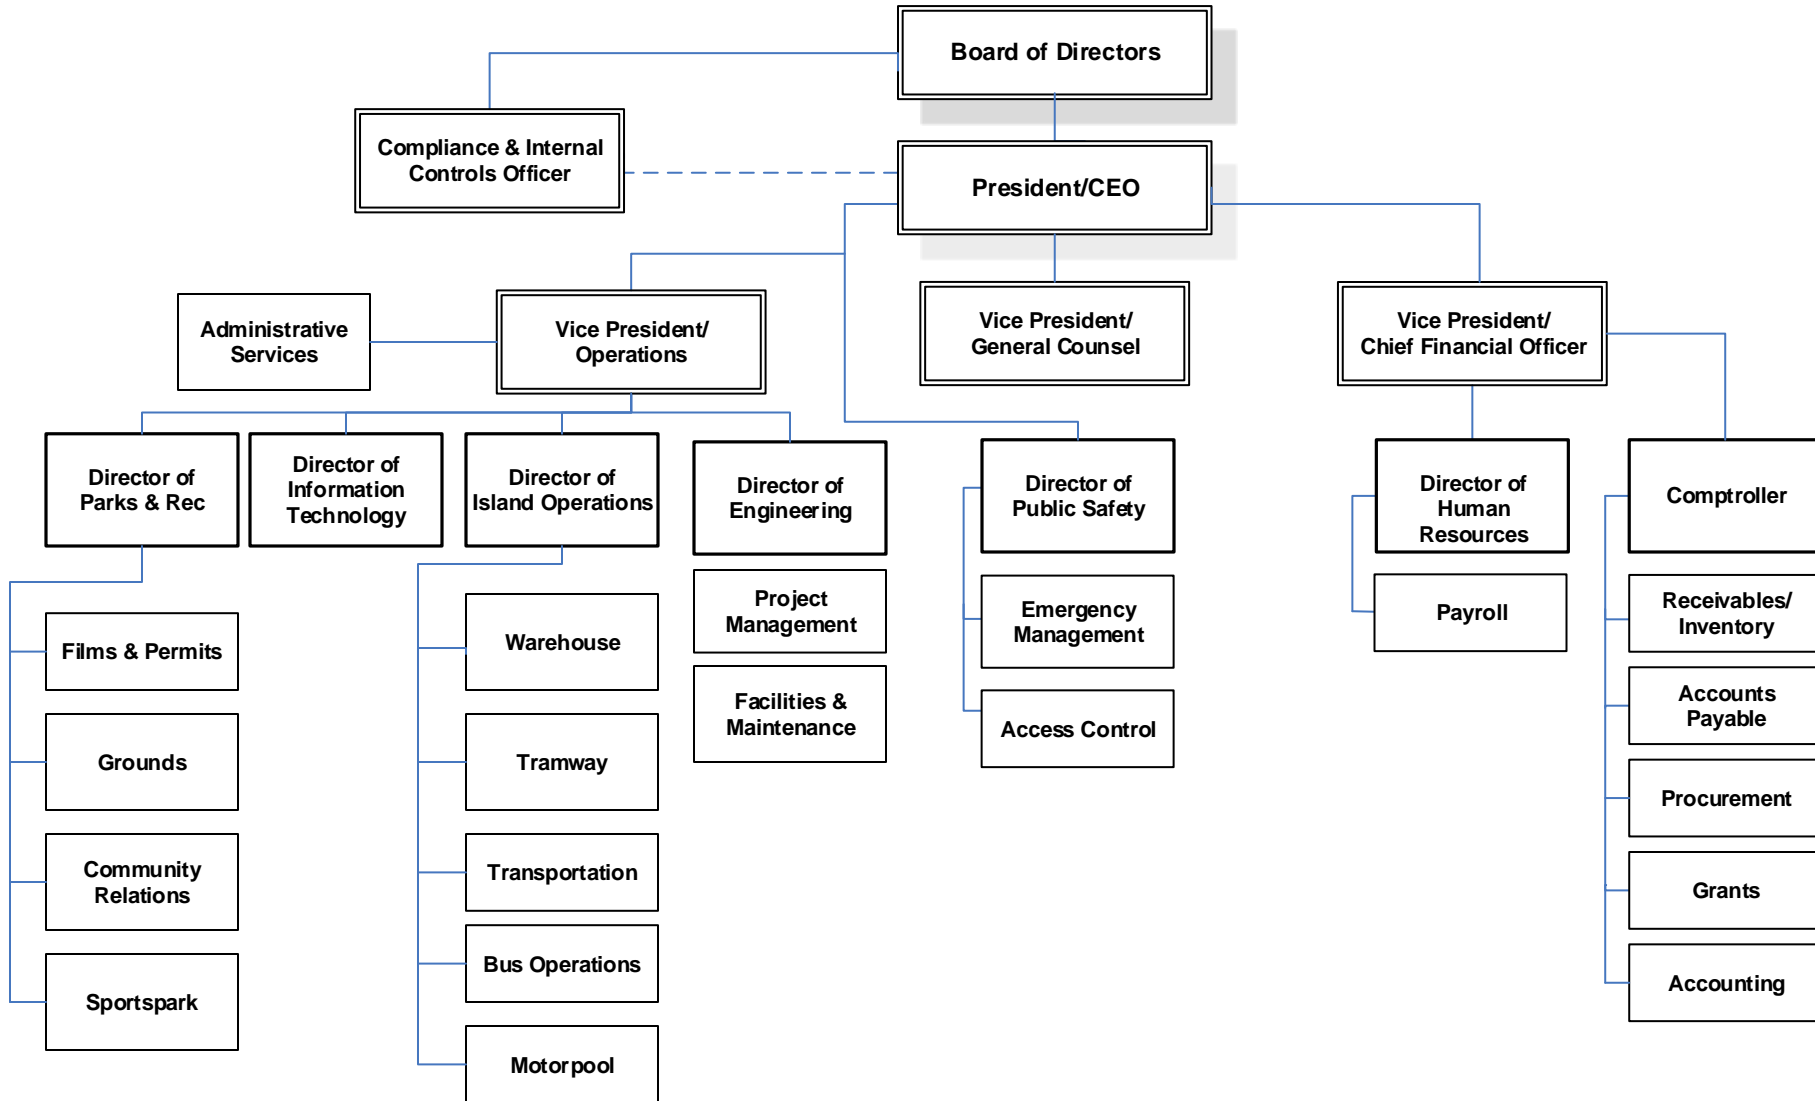 Board of Directors
Compliance & Internal
Controls Officer
President/CEO
Administrative
Services
Vice President/
Operations
Vice President/
General Counsel
Vice President/
Chief Financial Officer
Director of
Parks & Rec
Director of
Information
Technology
Director of
Island Operations
Director of
Engineering
Director of
Public Safety
Director of
Human
Resources
Comptroller
Films & Permits
Grounds
Community
Relations
Sportspark
Warehouse
Tramway
Transportation
Bus Operations
Motorpool
Project
Management
Facilities &
Maintenance
Emergency
Management
Access Control
Payroll
Receivables/
Inventory
Accounts
Payable
Procurement
Grants
Accounting